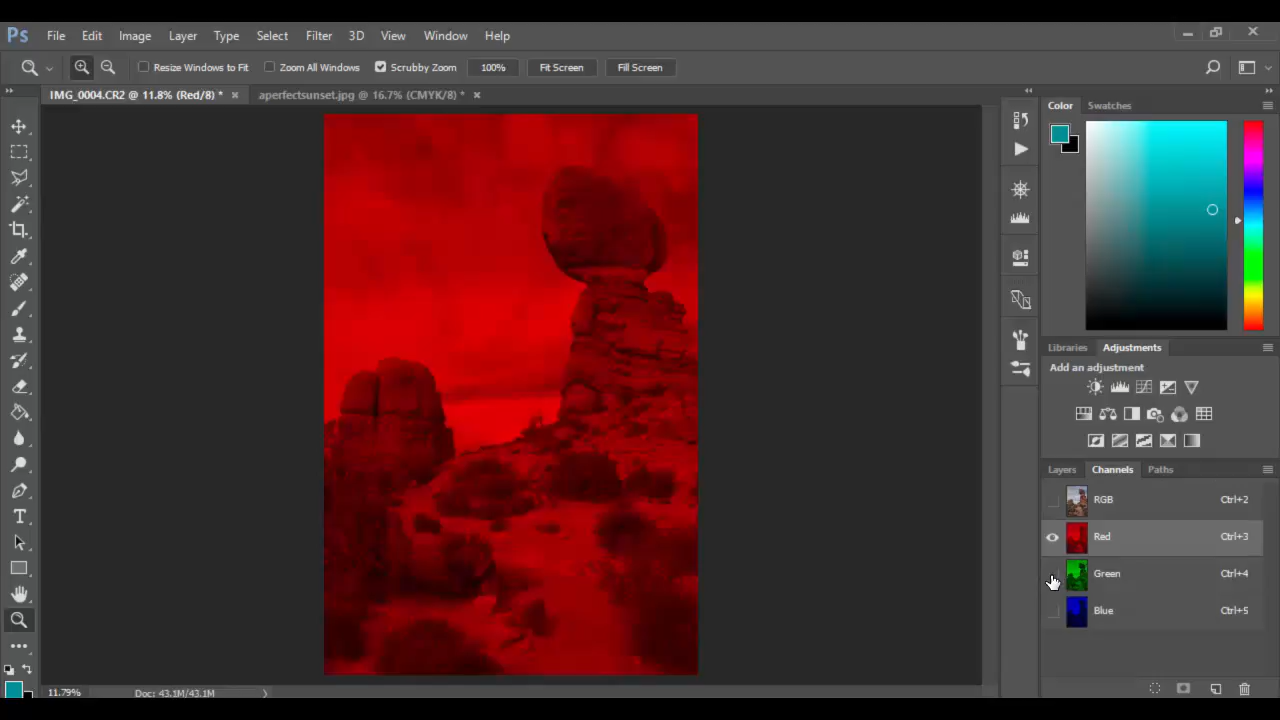 Ps File Edit Image Layer Type Select Filter 3D View Window Help
Resize Windows to Fit Zoom All Windows Scrubby Zoom 100% Fit Screen Fill Screen
IMG_0004.CR2 @ 11.8% (Red/8) * × aperfectsunset.jpg @ 16.7% (CMYK/8) * ×
Color Swatches
Libraries Adjustments
Add an adjustment
Layers Channels Paths
RGB Ctrl+2
Red Ctrl+3
Green Ctrl+4
Blue Ctrl+5
11.79% Doc: 43.1M/43.1M